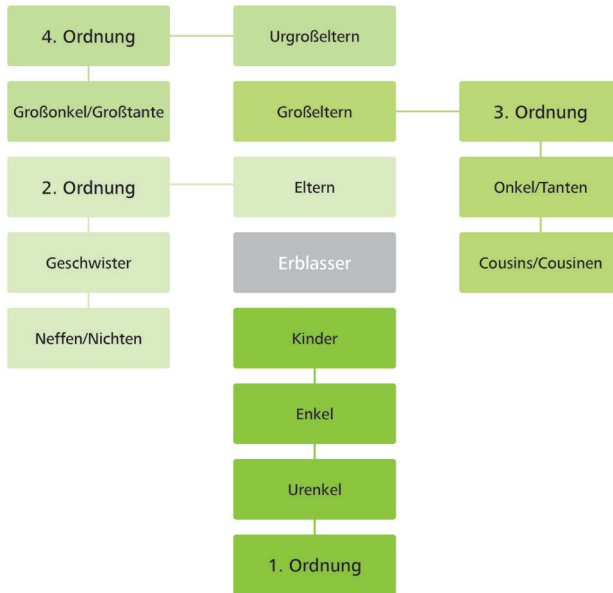 4. Ordnung
Urgroßeltern
Großonkel/Großtante
Großeltern
3. Ordnung
2. Ordnung
Eltern
Onkel/Tanten
Geschwister
Erblasser
Cousins/Cousinen
Neffen/Nichten
Kinder
Enkel
Urenkel
1. Ordnung